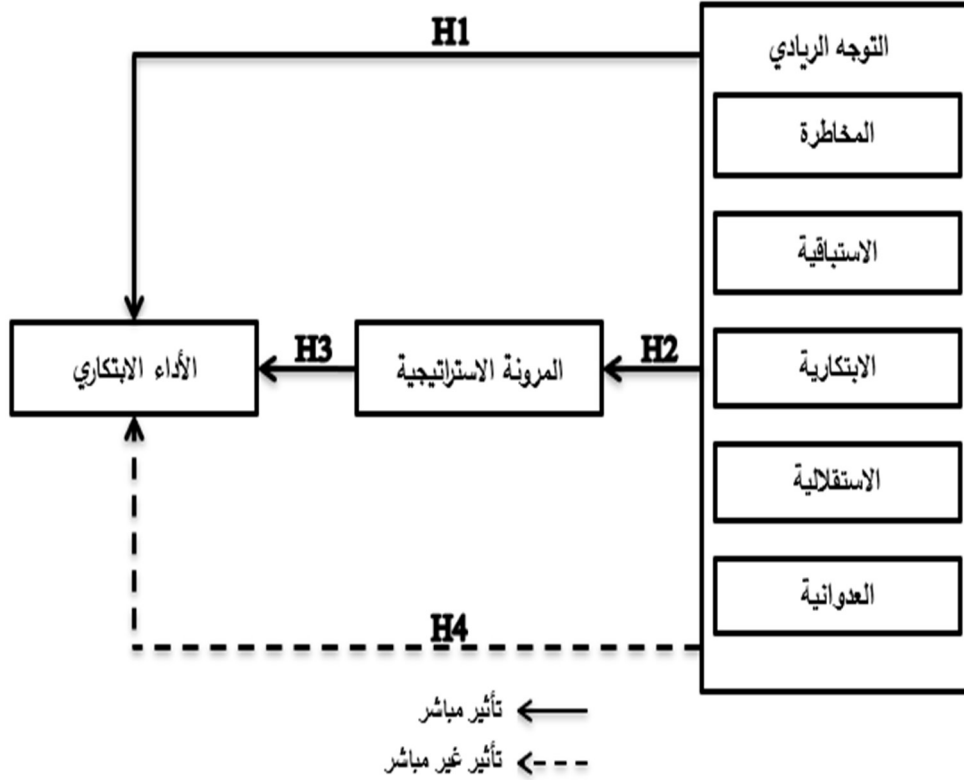 H1
التوجه الريادي
المخاطرة
الاستباقية
الابتكارية
الاستقلالية
العدوانية
H2
المرونة الاستراتيجية
H3
الأداء الابتكاري
H4
تأثير مباشر
تأثير غير مباشر